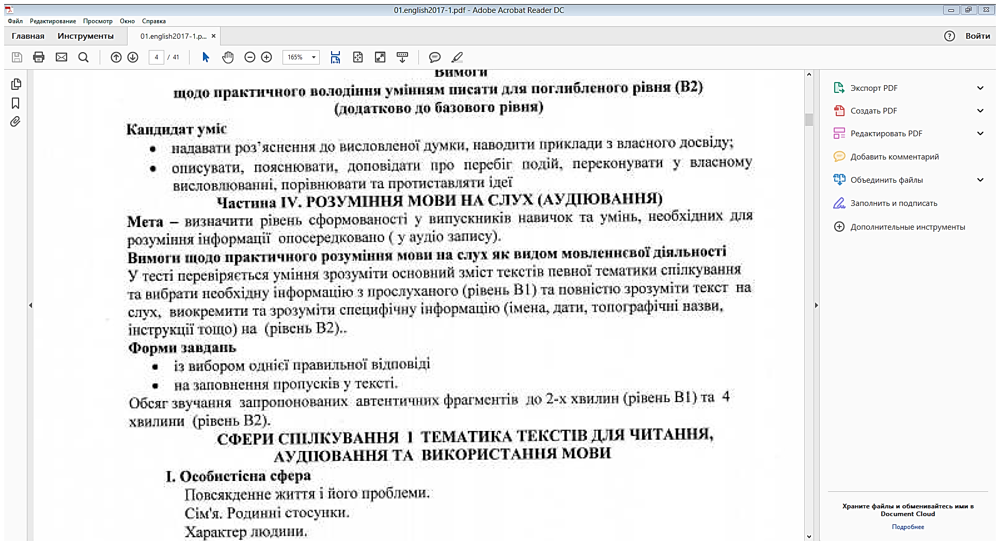 01.english2017-1.pdf - Adobe Acrobat Reader DC
Файл Редактирование Просмотр Окно Справка
Главная Инструменты 01.english2017-1.p... × ? Войти
4 / 41 165%
Вимоги
щодо практичного володіння умінням писати для поглибленого рівня (В2)
(додатково до базового рівня)
Кандидат уміє
• надавати роз’яснення до висловленої думки, наводити приклади з власного досвіду;
• описувати, пояснювати, доповідати про перебіг подій, переконувати у власному
висловлюванні, порівнювати та протиставляти ідеї
Частина IV. РОЗУМІННЯ МОВИ НА СЛУХ (АУДІЮВАННЯ)
Мета – визначити рівень сформованості у випускників навичок та умінь, необхідних для
розуміння інформації опосередковано ( у аудіо запису).
Вимоги щодо практичного розуміння мови на слух як видом мовленнєвої діяльності
У тесті перевіряється уміння зрозуміти основний зміст текстів певної тематики спілкування
та вибрати необхідну інформацію з прослуханого (рівень В1) та повністю зрозуміти текст на
слух, виокремити та зрозуміти специфічну інформацію (імена, дати, топографічні назви,
інструкції тощо) на (рівень В2)..
Форми завдань
• із вибором однієї правильної відповіді
• на заповнення пропусків у тексті.
Обсяг звучання запропонованих автентичних фрагментів до 2-х хвилин (рівень В1) та 4
хвилини (рівень В2).
СФЕРИ СПІЛКУВАННЯ І ТЕМАТИКА ТЕКСТІВ ДЛЯ ЧИТАННЯ,
АУДІЮВАННЯ ТА ВИКОРИСТАННЯ МОВИ
І. Особистісна сфера
Повсякденне життя і його проблеми.
Сім'я. Родинні стосунки.
Характер людини.
Экспорт PDF
Создать PDF
Редактировать PDF
Добавить комментарий
Объединить файлы
Заполнить и подписать
Дополнительные инструменты
Храните файлы и обменивайтесь ими в
Document Cloud
Подробнее